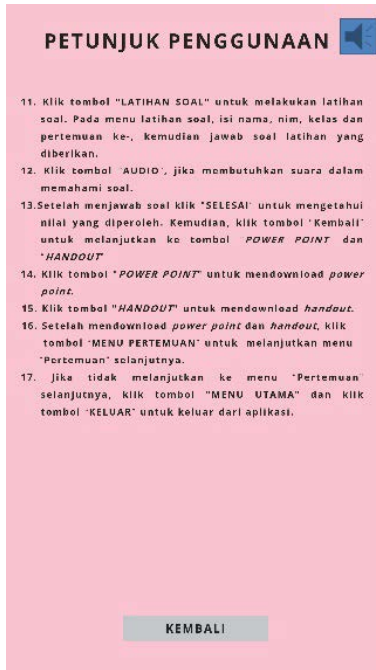 PETUNJUK PENGGUNAAN
11. Klik tombol "LATIHAN SOAL" untuk melakukan latihan
soal. Pada menu latihan soal, isi nama, nim, kelas dan
pertemuan ke-, kemudian jawab soal latihan yang
diberikan.
12. Klik tombol "AUDIO", jika membutuhkan suara dalam
memahami soal.
13.Setelah menjawab soal klik "SELESAI" untuk mengetahui
nilai yang diperoleh. Kemudian, klik tombol "Kembali"
untuk melanjutkan ke tombol POWER POINT dan
"HANDOUT"
14. Klik tombol "POWER POINT" untuk mendownload power
point.
15. Klik tombol "HANDOUT" untuk mendownload handout.
16. Setelah mendownload power point dan handout, klik
tombol "MENU PERTEMUAN" untuk melanjutkan menu
"Pertemuan" selanjutnya.
17. Jika tidak melanjutkan ke menu "Pertemuan"
selanjutnya, klik tombol "MENU UTAMA" dan klik
tombol "KELUAR" untuk keluar dari aplikasi.
KEMBALI